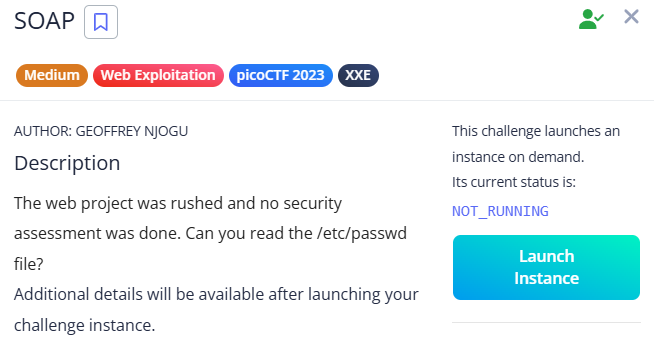 SOAP
Medium Web Exploitation picoCTF 2023 XXE
AUTHOR: GEOFFREY NJOGU
Description
The web project was rushed and no security
assessment was done. Can you read the /etc/passwd
file?
Additional details will be available after launching your
challenge instance.
This challenge launches an
instance on demand.
Its current status is:
NOT_RUNNING
Launch
Instance